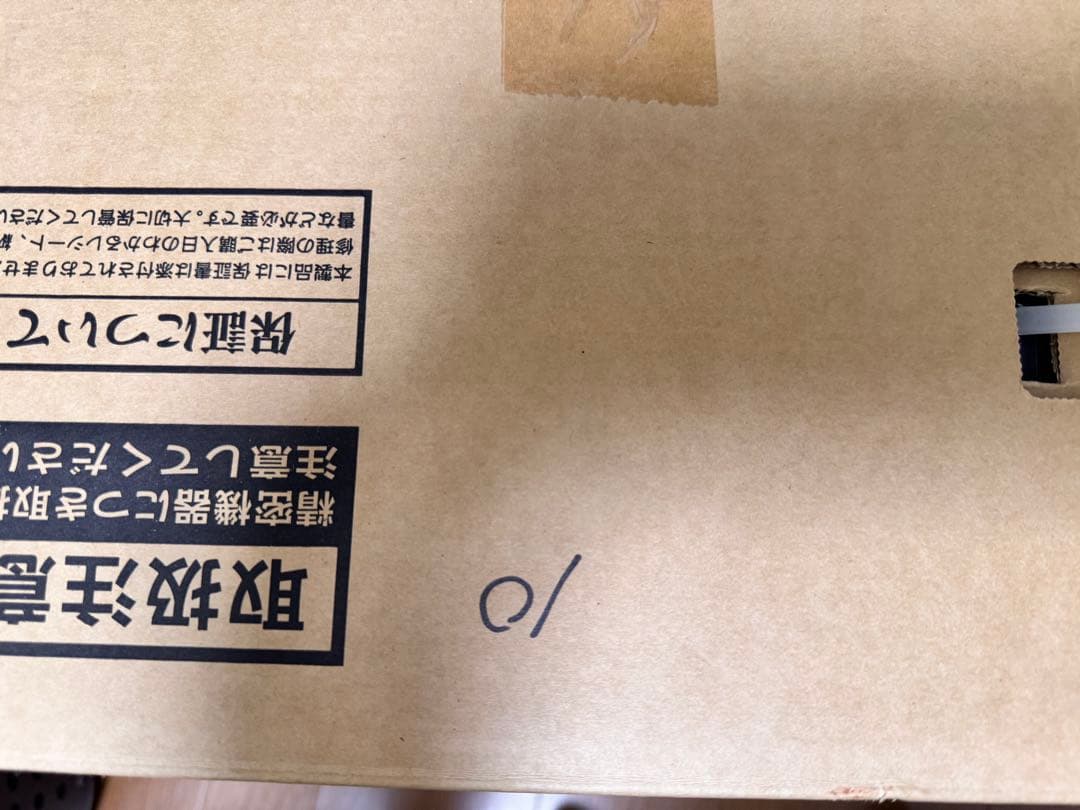 10
取扱注意
精密機器につき取扱
注意してください
保証について
本製品には保証書は添付されておりませ
修理の際はご購入日のわかるレシート、
書などが必要です。大切に保管してください